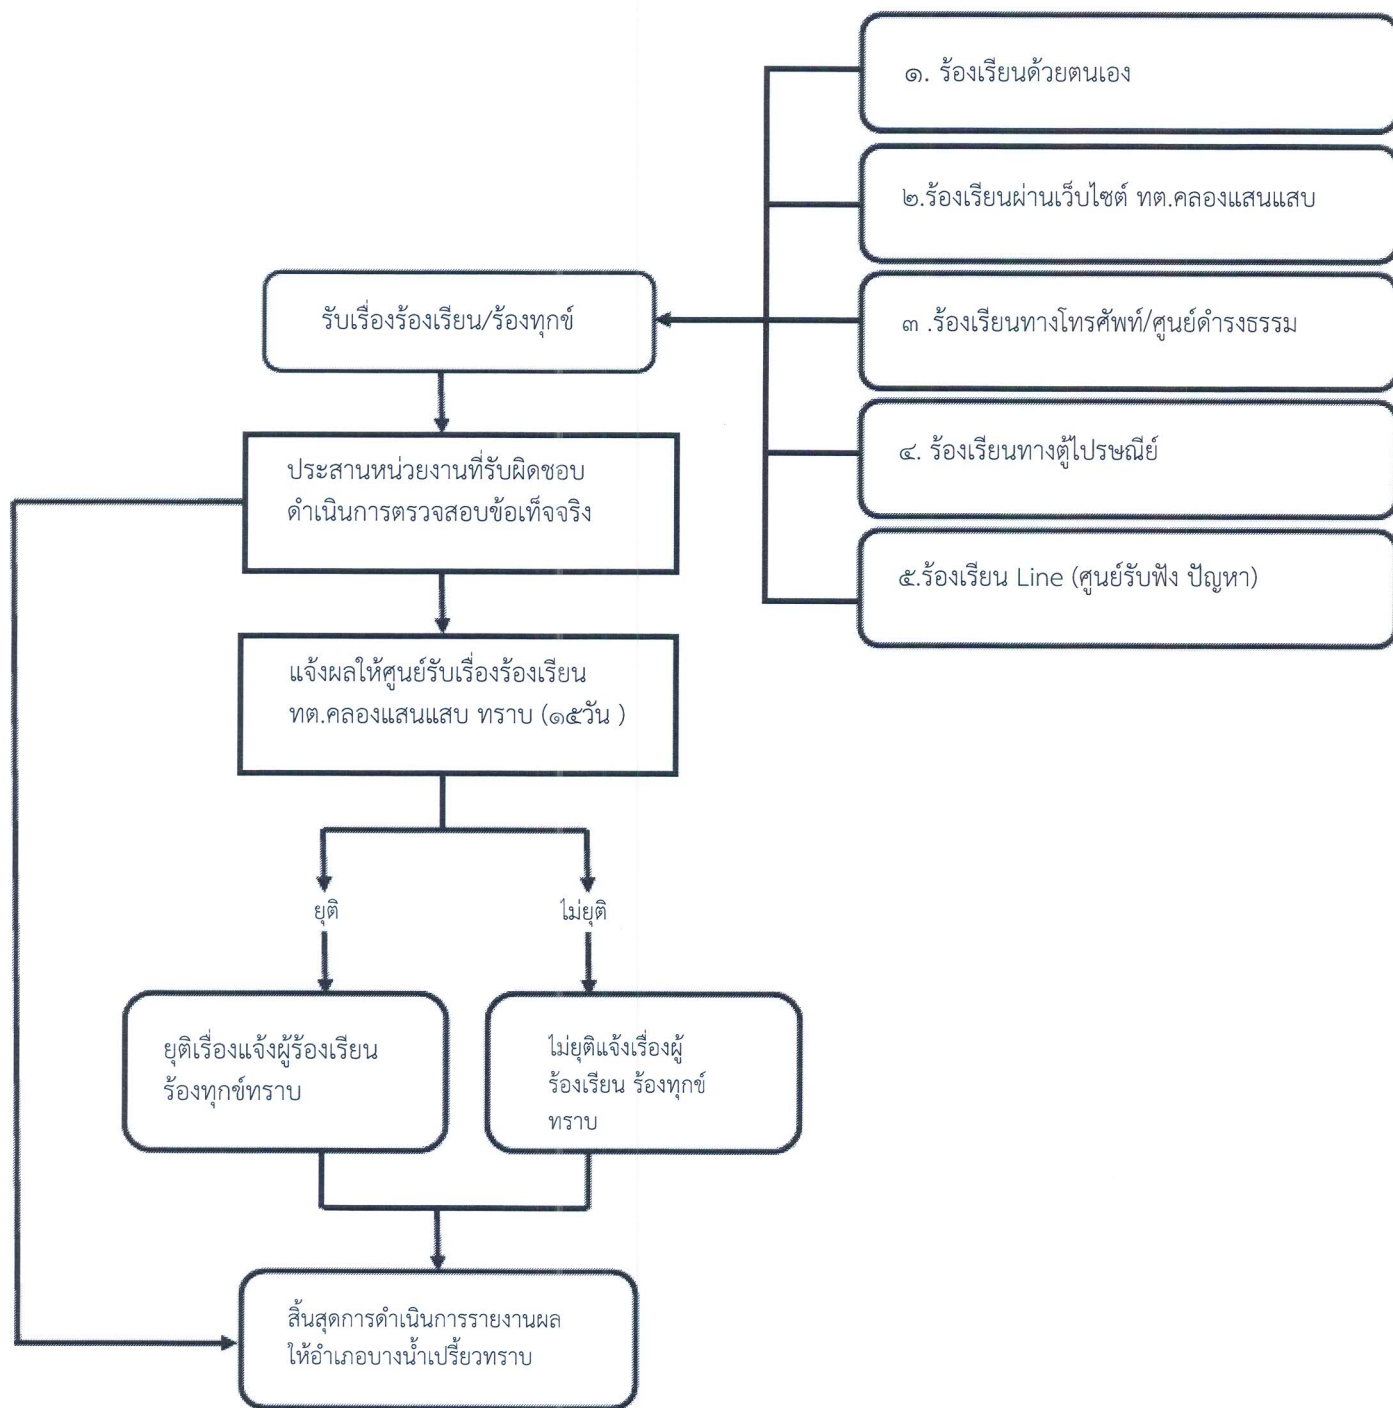 ๑. ร้องเรียนด้วยตนเอง
๒.ร้องเรียนผ่านเว็บไซต์ ทต.คลองแสนแสบ
รับเรื่องร้องเรียน/ร้องทุกข์
๓ .ร้องเรียนทางโทรศัพท์/ศูนย์ดำรงธรรม
๔. ร้องเรียนทางตู้ไปรษณีย์
๕.ร้องเรียน Line (ศูนย์รับฟัง ปัญหา)
ประสานหน่วยงานที่รับผิดชอบ
ดำเนินการตรวจสอบข้อเท็จจริง
แจ้งผลให้ศูนย์รับเรื่องร้องเรียน
ทต.คลองแสนแสบ ทราบ (๑๕วัน )
ยุติ
ไม่ยุติ
ยุติเรื่องแจ้งผู้ร้องเรียน
ร้องทุกข์ทราบ
ไม่ยุติแจ้งเรื่องผู้
ร้องเรียน ร้องทุกข์
ทราบ
สิ้นสุดการดำเนินการรายงานผล
ให้อำเภอบางน้ำเปรี้ยวทราบ